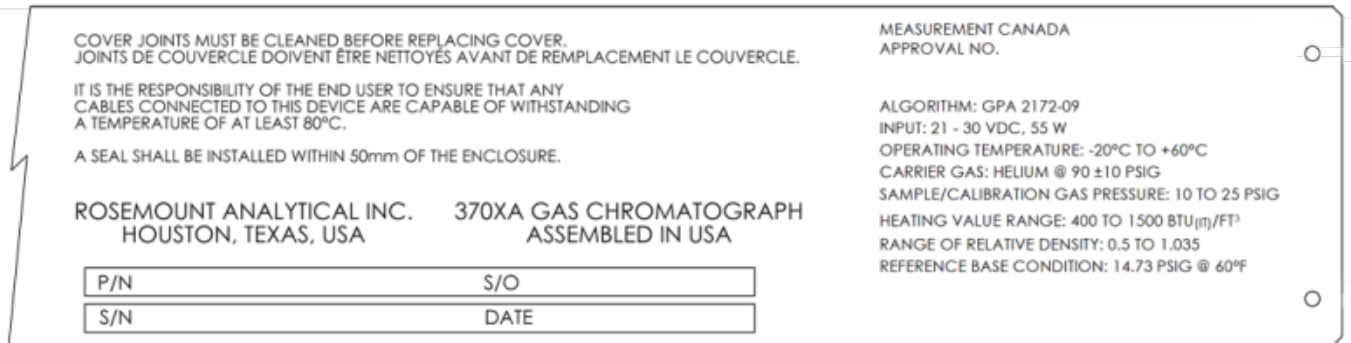 COVER JOINTS MUST BE CLEANED BEFORE REPLACING COVER.
JOINTS DE COUVERCLE DOIVENT ÊTRE NETTOYÉS AVANT DE REMPLACEMENT LE COUVERCLE.
IT IS THE RESPONSIBILITY OF THE END USER TO ENSURE THAT ANY
CABLES CONNECTED TO THIS DEVICE ARE CAPABLE OF WITHSTANDING
A TEMPERATURE OF AT LEAST 80°C.
A SEAL SHALL BE INSTALLED WITHIN 50mm OF THE ENCLOSURE.
ROSEMOUNT ANALYTICAL INC.
HOUSTON, TEXAS, USA
370XA GAS CHROMATOGRAPH
ASSEMBLED IN USA
P/N S/O
S/N DATE
MEASUREMENT CANADA
APPROVAL NO.
ALGORITHM: GPA 2172-09
INPUT: 21 - 30 VDC, 55 W
OPERATING TEMPERATURE: -20°C TO +60°C
CARRIER GAS: HELIUM @ 90 ±10 PSIG
SAMPLE/CALIBRATION GAS PRESSURE: 10 TO 25 PSIG
HEATING VALUE RANGE: 400 TO 1500 BTU(IT)/FT³
RANGE OF RELATIVE DENSITY: 0.5 TO 1.035
REFERENCE BASE CONDITION: 14.73 PSIG @ 60°F